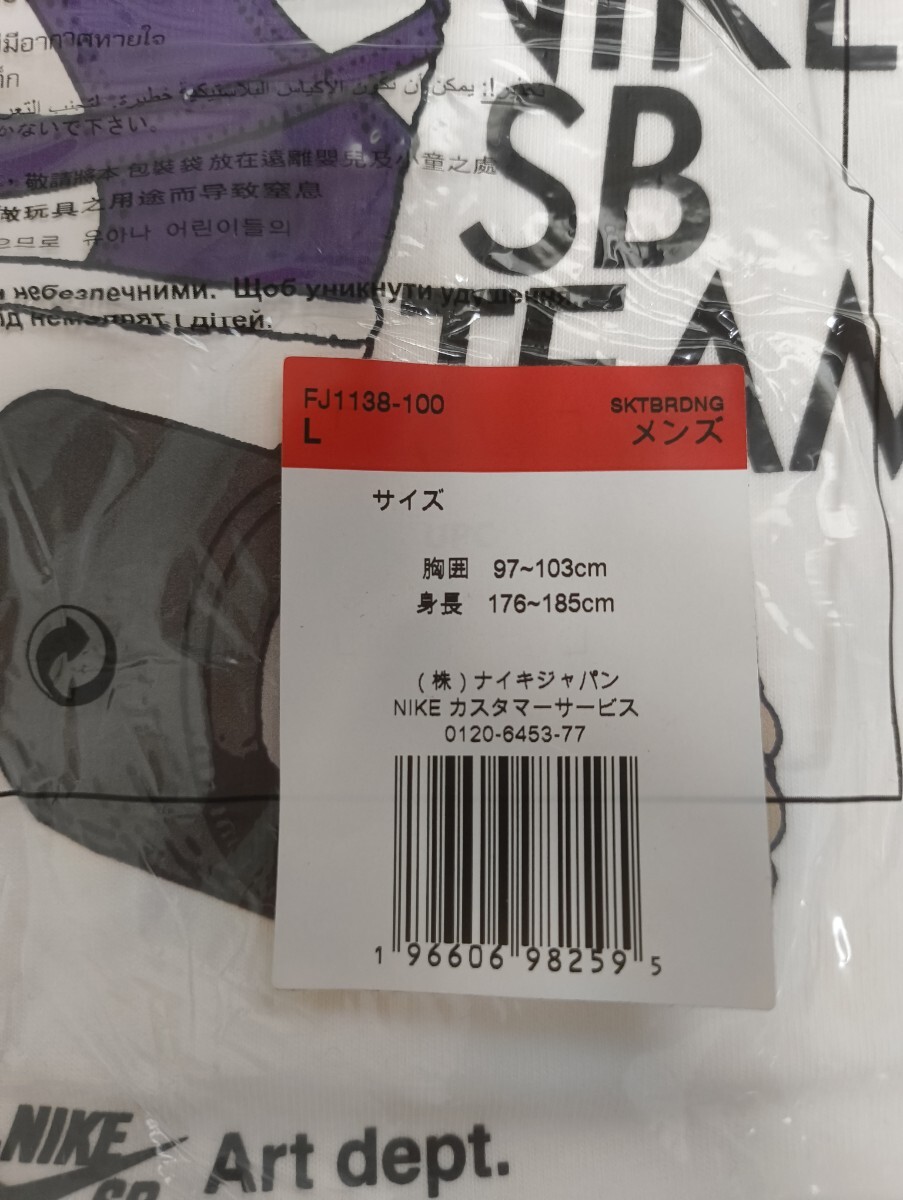 มีอากาศหายใจ
NIKE
SB
TEAM
かないで下さい。
敬請將本包裝袋放在遠離嬰兒及小童之處
做玩具之用途而导致窒息
으므로 유아나 어린이들의
небезпечними. Щоб уникнути
дітей.
FJ1138-100
SKTBRDNG
L
メンズ
サイズ
胸囲 97~103cm
身長 176~185cm
(株)ナイキジャパン
NIKE カスタマーサービス
0120-6453-77
1 96606 98259 5
NIKE
SB
Art dept.